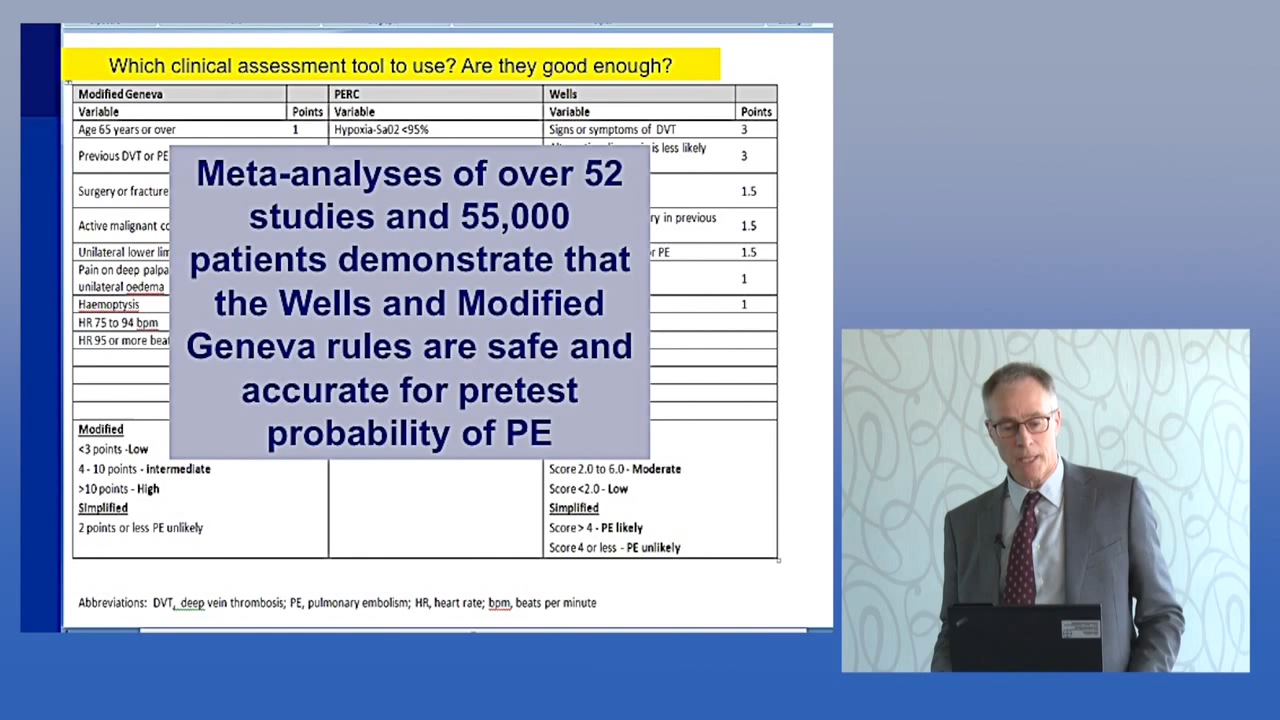 Which clinical assessment tool to use? Are they good enough?
Modified Geneva PERC Wells
Variable Points Variable Variable Points
Age 65 years or over 1 Hypoxia-Sa02 <95% Signs or symptoms of DVT 3
Previous DVT or PE is less likely 3
Surgery or fracture 1.5
Active malignant ry in previous 1.5
Unilateral lower PE 1.5
Pain on deep
unilateral oedema 1
Haemoptysis 1
HR 75 to 94 bpm
HR 95 or more
Meta-analyses of over 52
studies and 55,000
patients demonstrate that
the Wells and Modified
Geneva rules are safe and
accurate for pretest
probability of PE
Modified
<3 points -Low
4 - 10 points - intermediate Score 2.0 to 6.0 - Moderate
>10 points - High Score <2.0 - Low
Simplified Simplified
2 points or less PE unlikely Score > 4 - PE likely
Score 4 or less - PE unlikely
Abbreviations: DVT, deep vein thrombosis; PE, pulmonary embolism; HR, heart rate; bpm, beats per minute